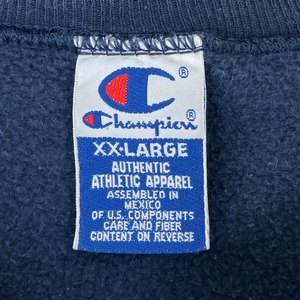 ®
Champion®
XX-LARGE
AUTHENTIC
ATHLETIC APPAREL
ASSEMBLED IN
MEXICO
OF U.S. COMPONENTS
CARE AND FIBER
CONTENT ON REVERSE